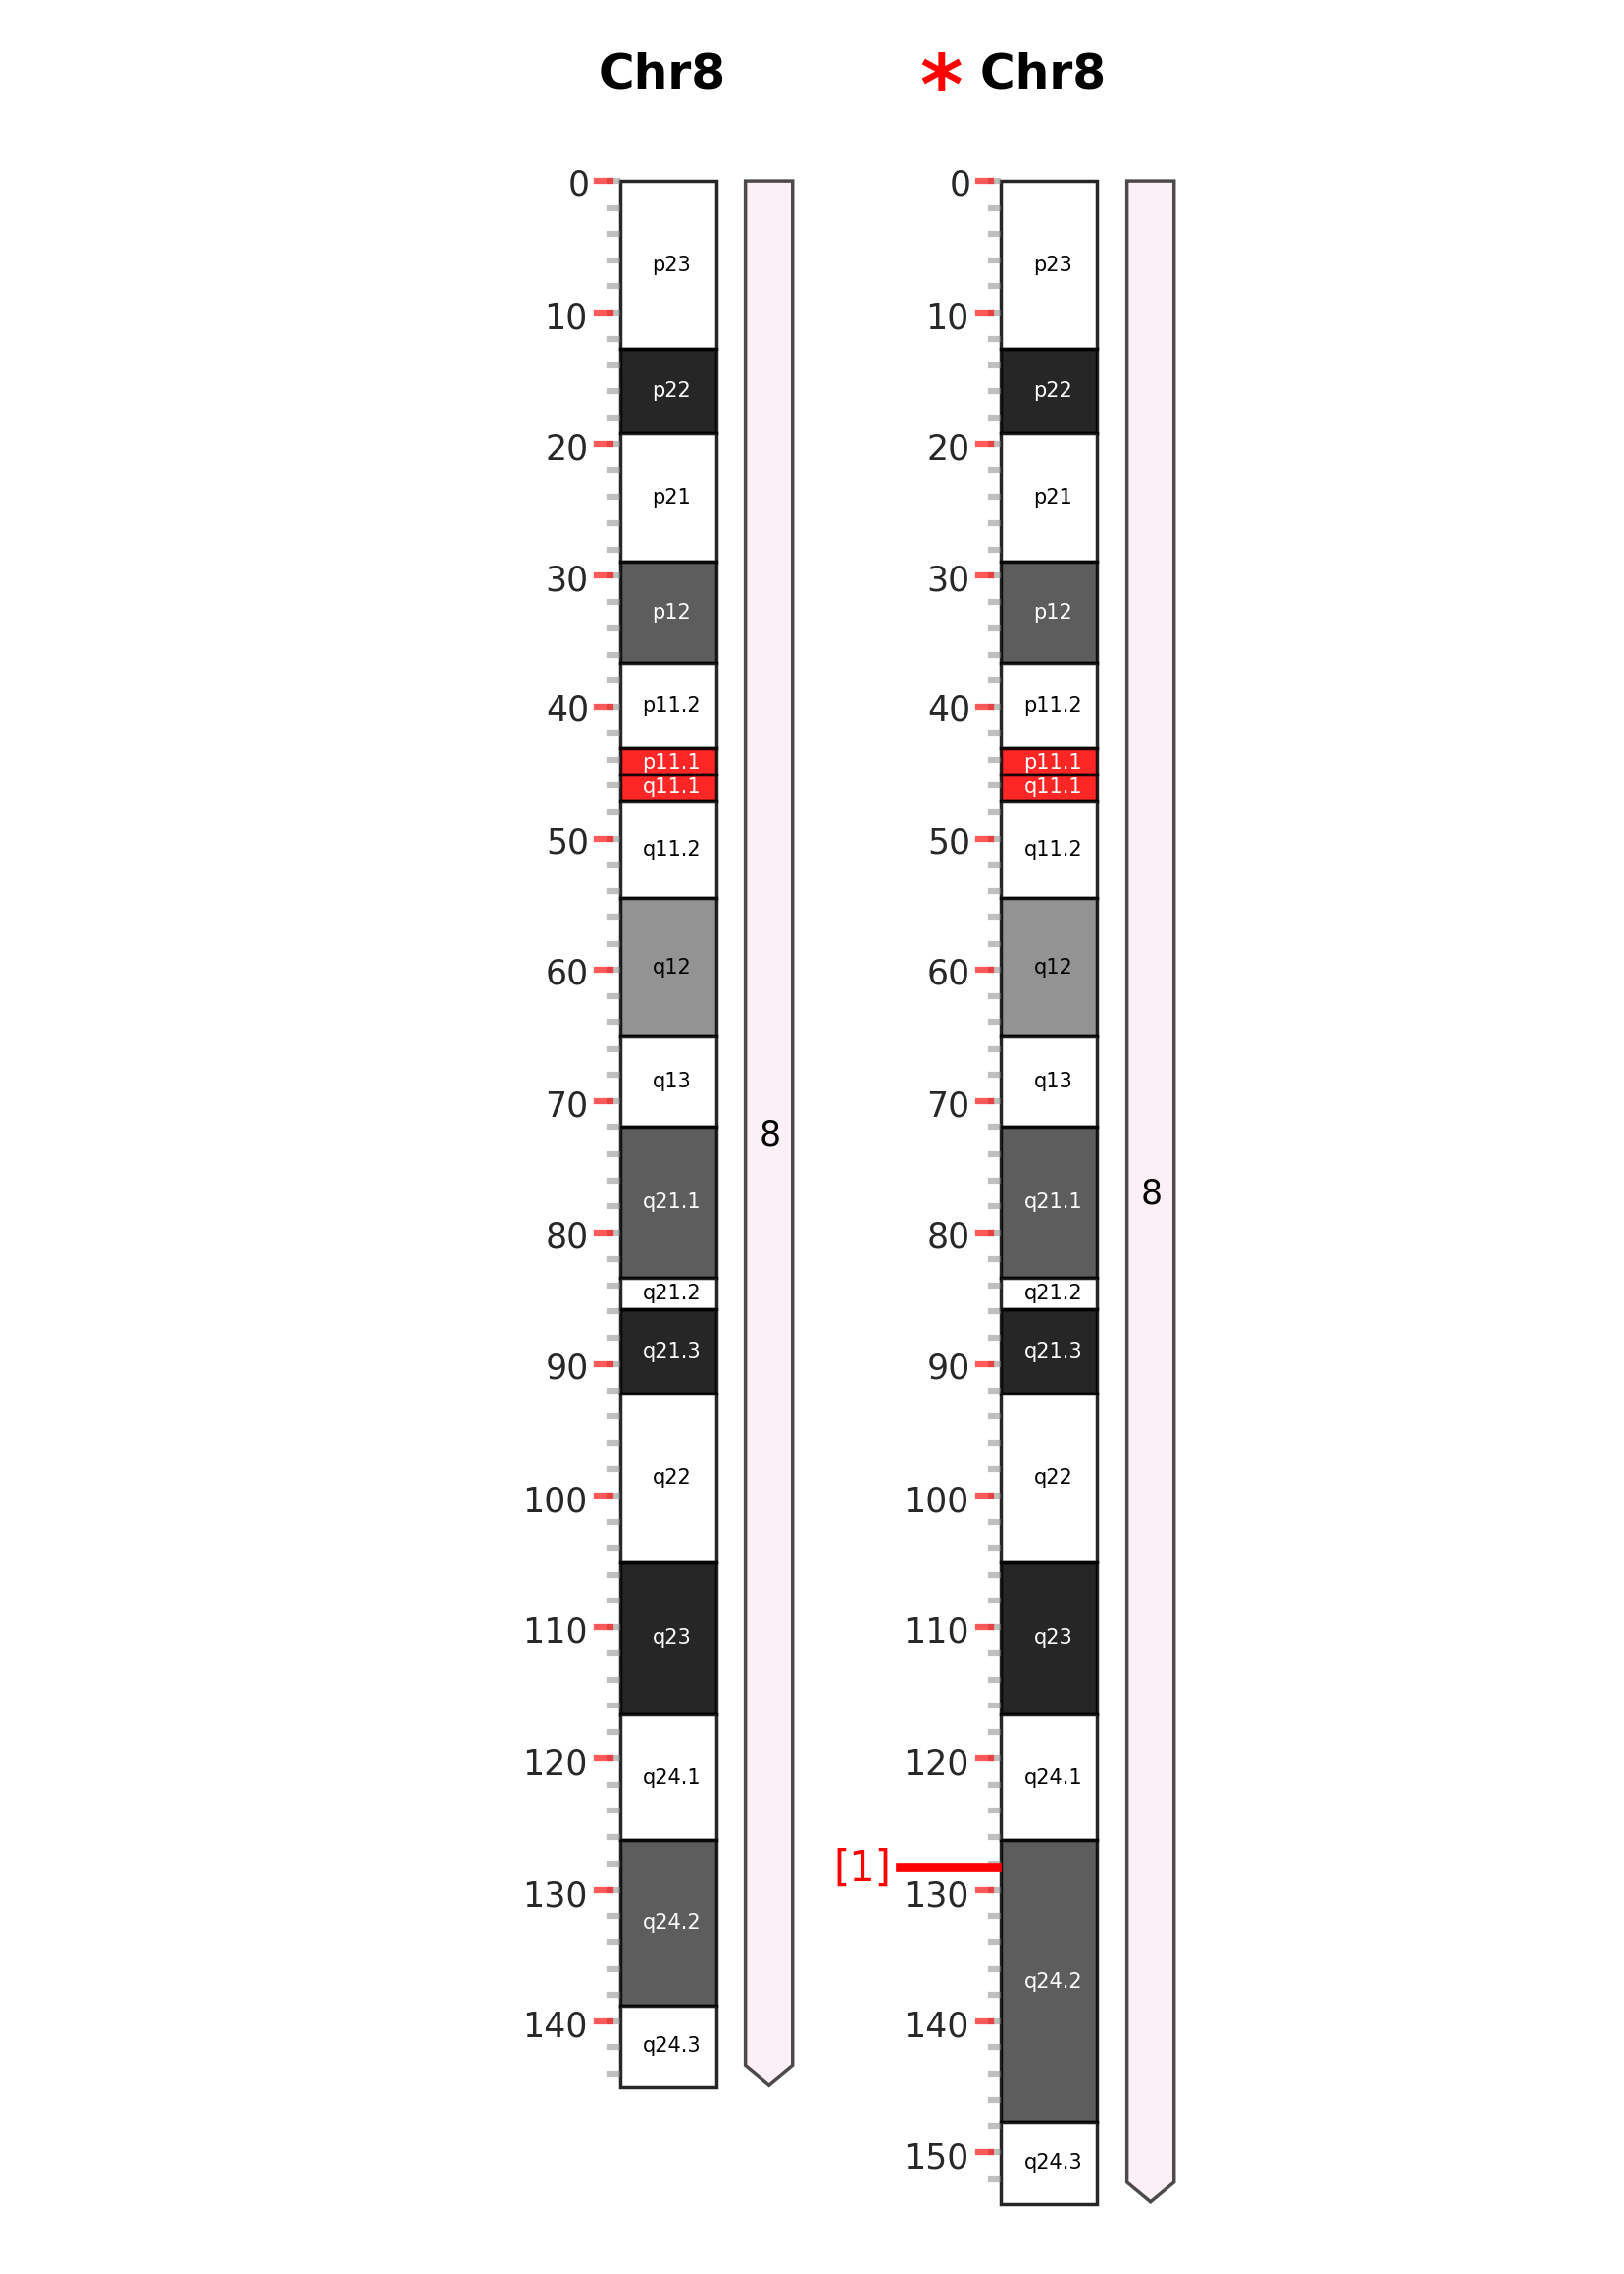 Chr8
* Chr8
0
10
20
30
40
50
60
70
80
90
100
110
120
130
140
p23
p22
p21
p12
p11.2
p11.1
q11.1
q11.2
q12
q13
q21.1
q21.2
q21.3
q22
q23
q24.1
q24.2
q24.3
8
0
10
20
30
40
50
60
70
80
90
100
110
120
[1]
130
140
150
p23
p22
p21
p12
p11.2
p11.1
q11.1
q11.2
q12
q13
q21.1
q21.2
q21.3
q22
q23
q24.1
q24.2
q24.3
8